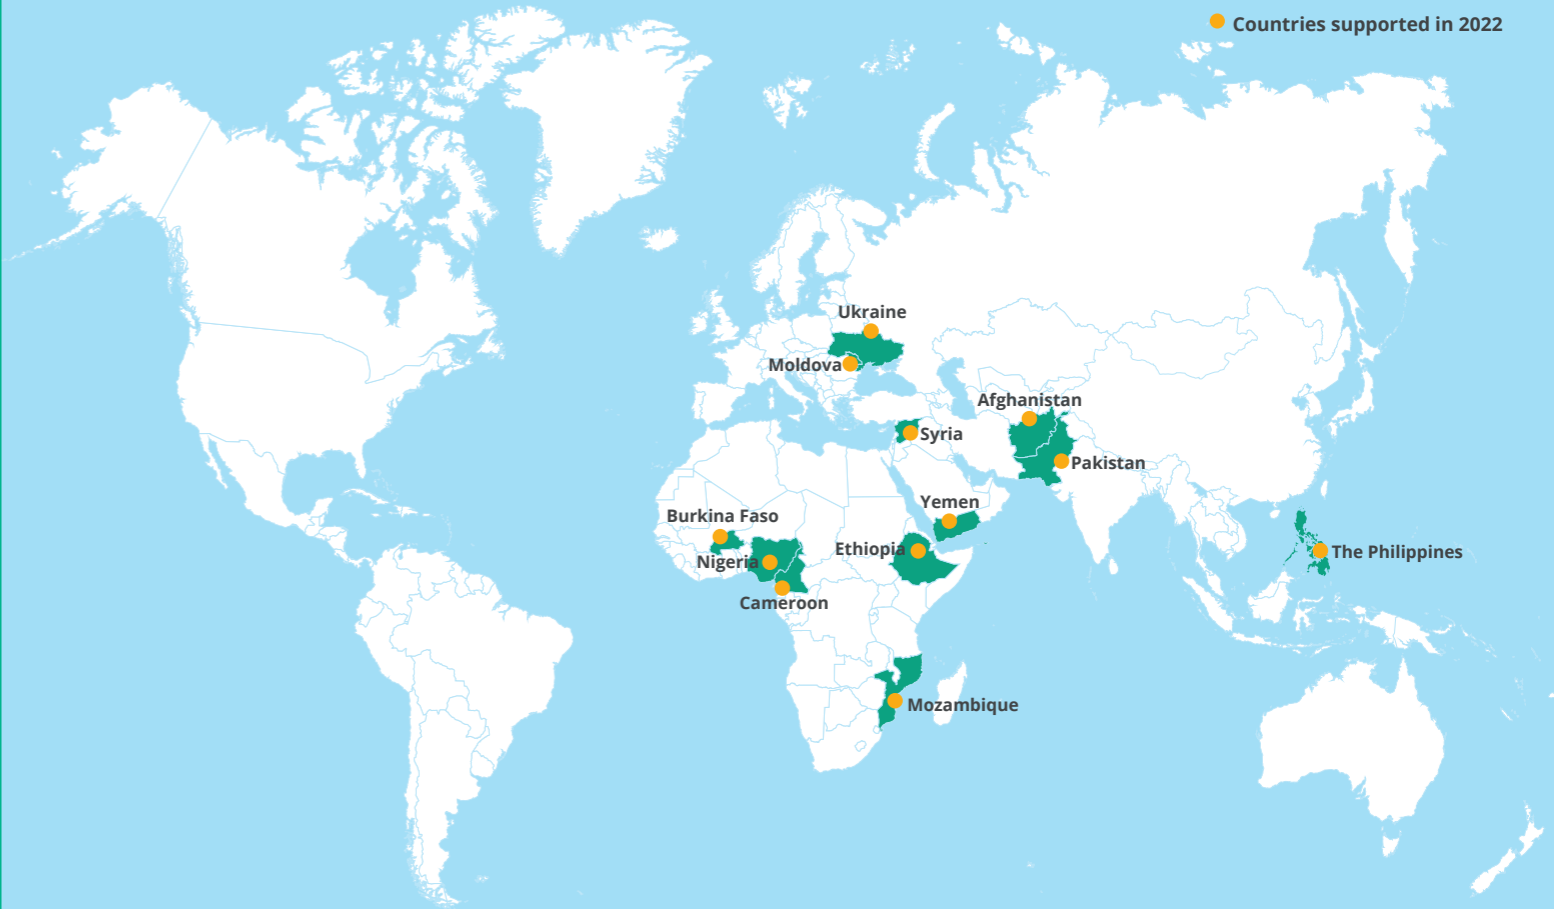 Countries supported in 2022
Ukraine
Moldova
Afghanistan
Syria
Pakistan
Yemen
Burkina Faso
Ethiopia
The Philippines
Nigeria
Cameroon
Mozambique